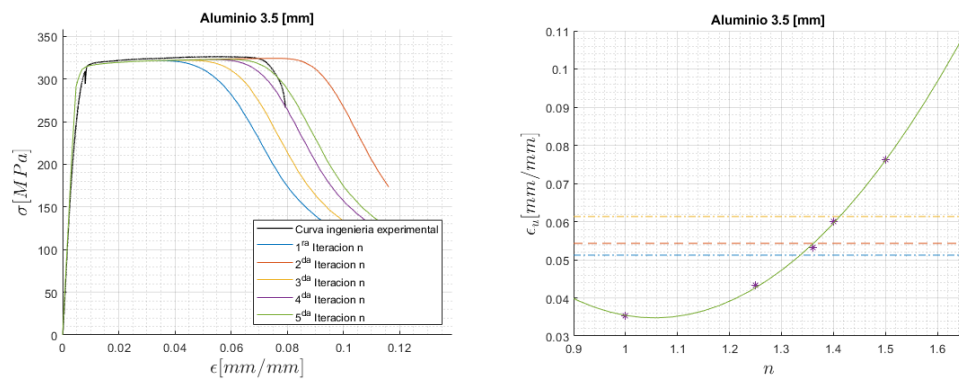 Aluminio 3.5 [mm]
350
300
250
200
150
100
50
0
σ[MPa]
0
0.02
0.04
0.06
0.08
0.1
0.12
ϵ[mm/mm]
Curva ingenieria experimental
1ra Iteracion n
2da Iteracion n
3da Iteracion n
4da Iteracion n
5da Iteracion n
Aluminio 3.5 [mm]
0.11
0.1
0.09
0.08
0.07
0.06
0.05
0.04
0.03
ϵu[mm/mm]
0.9
1
1.1
1.2
1.3
1.4
1.5
1.6
n